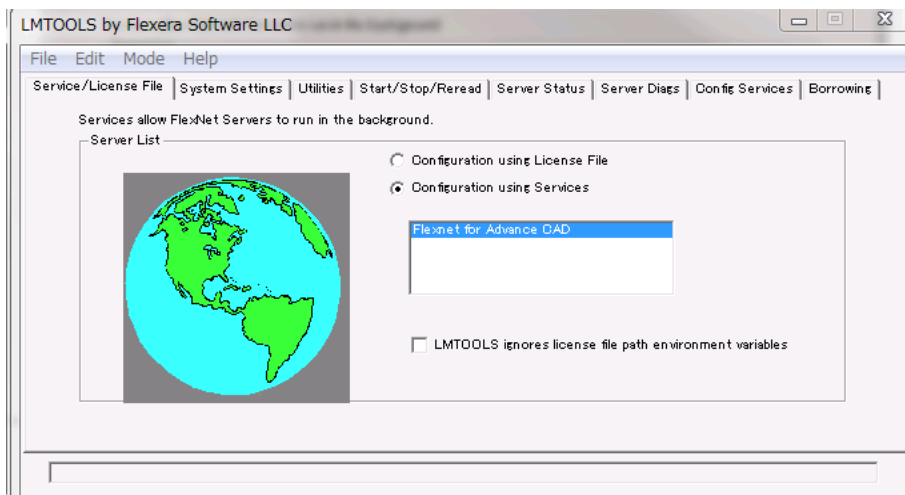 LMTOOLS by Flexera Software LLC
File Edit Mode Help
Service/License File System Settings Utilities Start/Stop/Reread Server Status Server Diags Config Services Borrowing
Services allow FlexNet Servers to run in the background.
Server List
Configuration using License File
Configuration using Services
Flexnet for Advance CAD
LMTOOLS ignores license file path environment variables